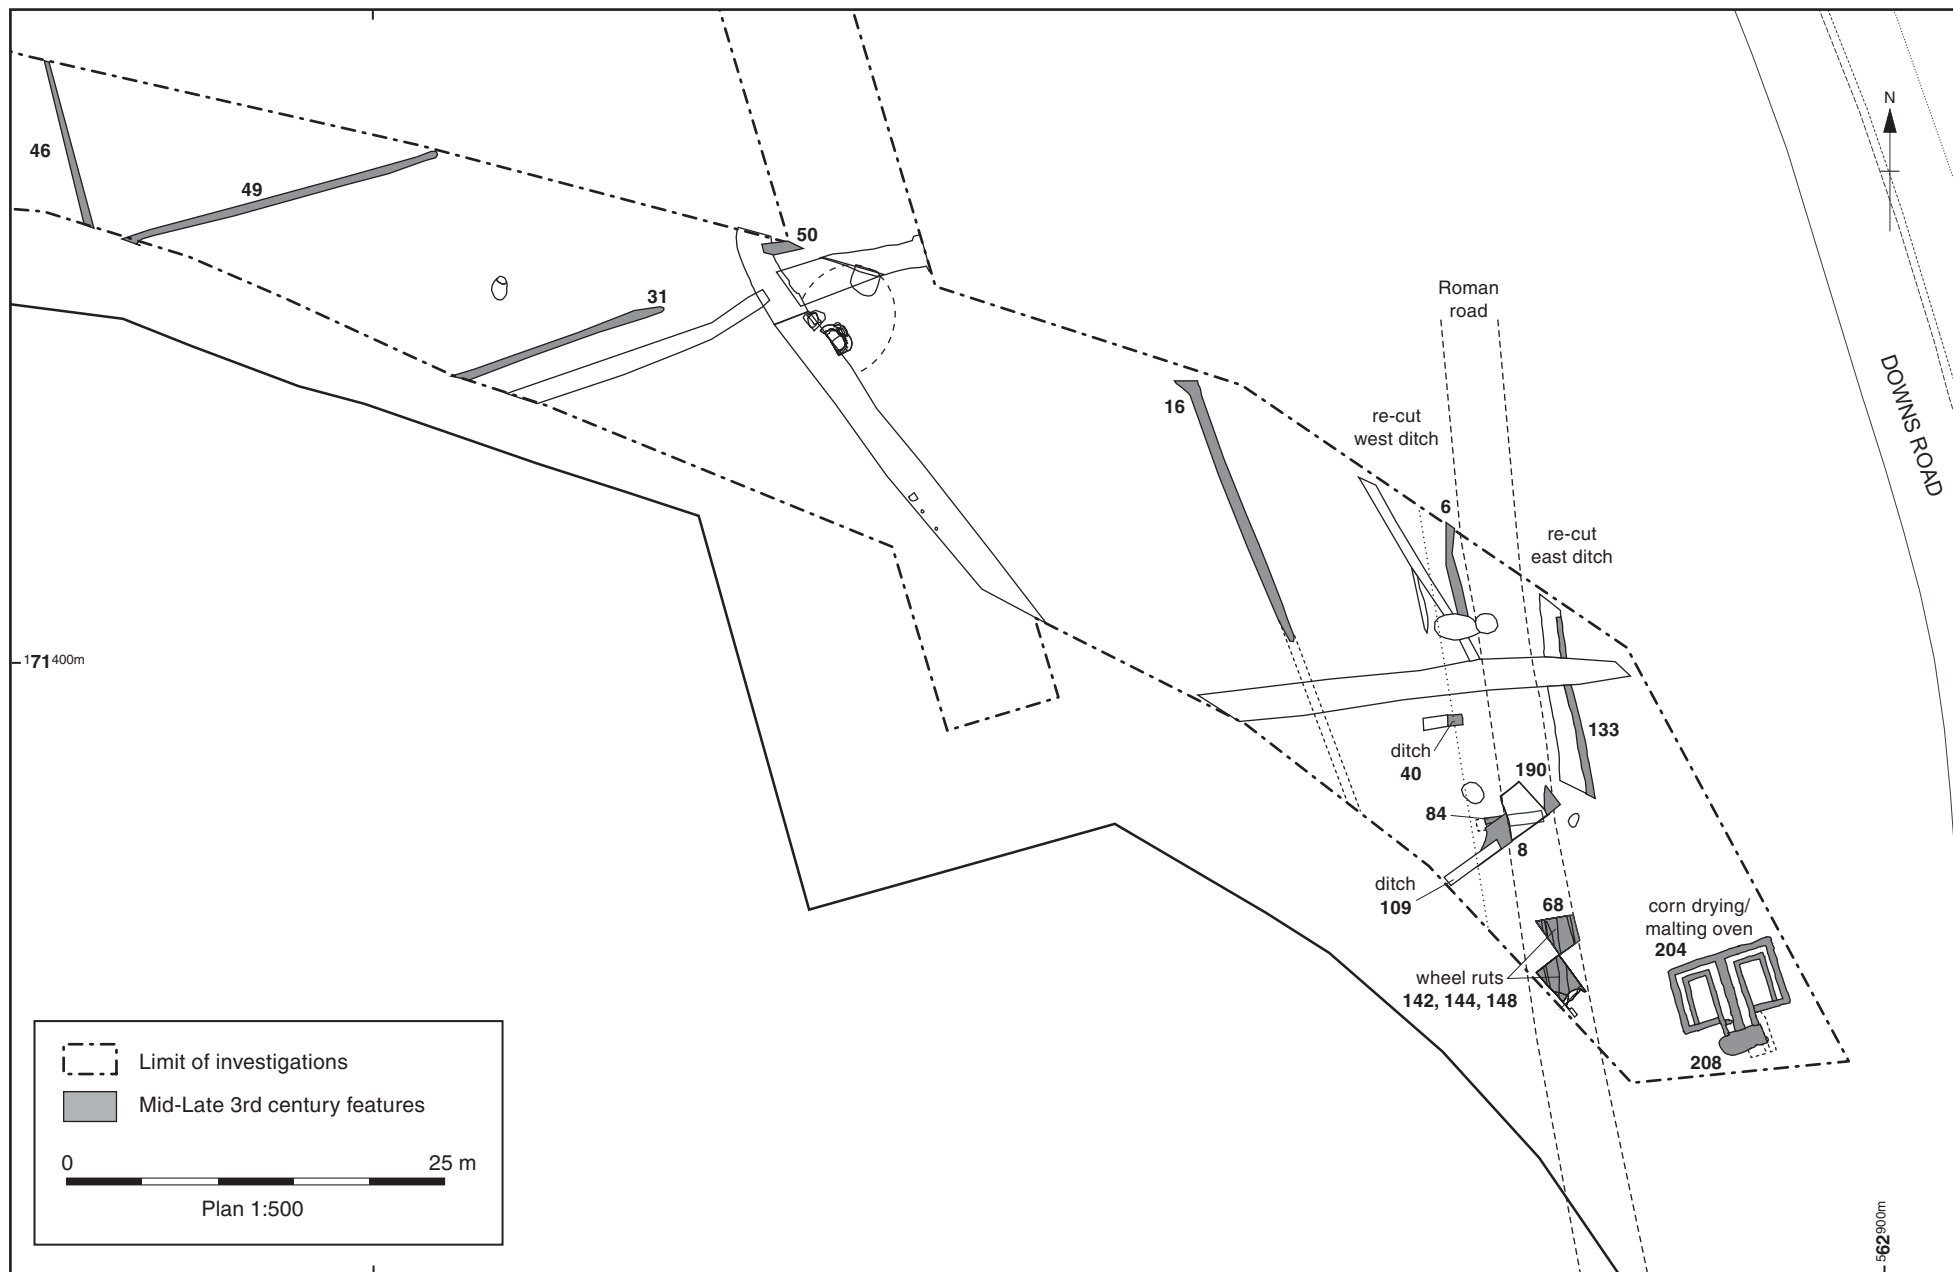 N
46
49
50
31
Roman
road
16
re-cut
west ditch
6
re-cut
east ditch
DOWNS ROAD
171400m
133
ditch
40
190
84
8
ditch
109
68
corn drying/
malting oven
204
wheel ruts
142, 144, 148
208
Limit of investigations
Mid-Late 3rd century features
0 25 m
Plan 1:500
562900m